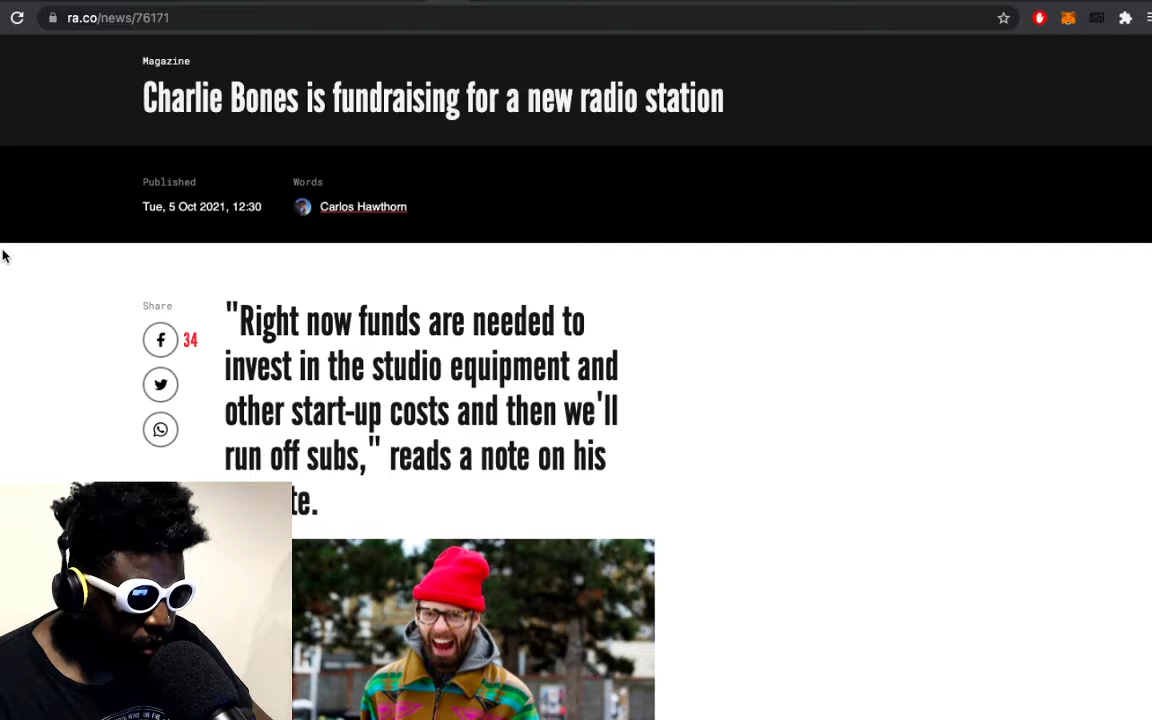 ra.co/news/76171
Magazine
Charlie Bones is fundraising for a new radio station
Published
Words
Tue, 5 Oct 2021, 12:30
Carlos Hawthorn
Share
34
"Right now funds are needed to
invest in the studio equipment and
other start-up costs and then we'll
run off subs," reads a note on his
te.